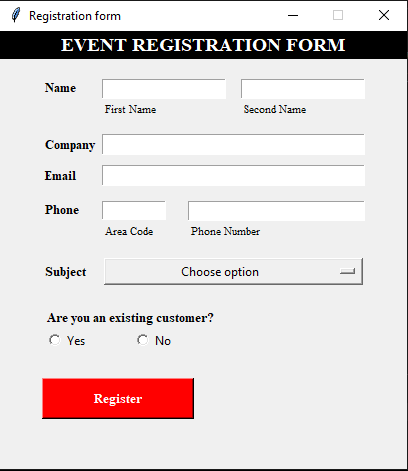 Registration form
EVENT REGISTRATION FORM
Name
First Name Second Name
Company
Email
Phone
Area Code Phone Number
Subject Choose option
Are you an existing customer?
Yes No
Register